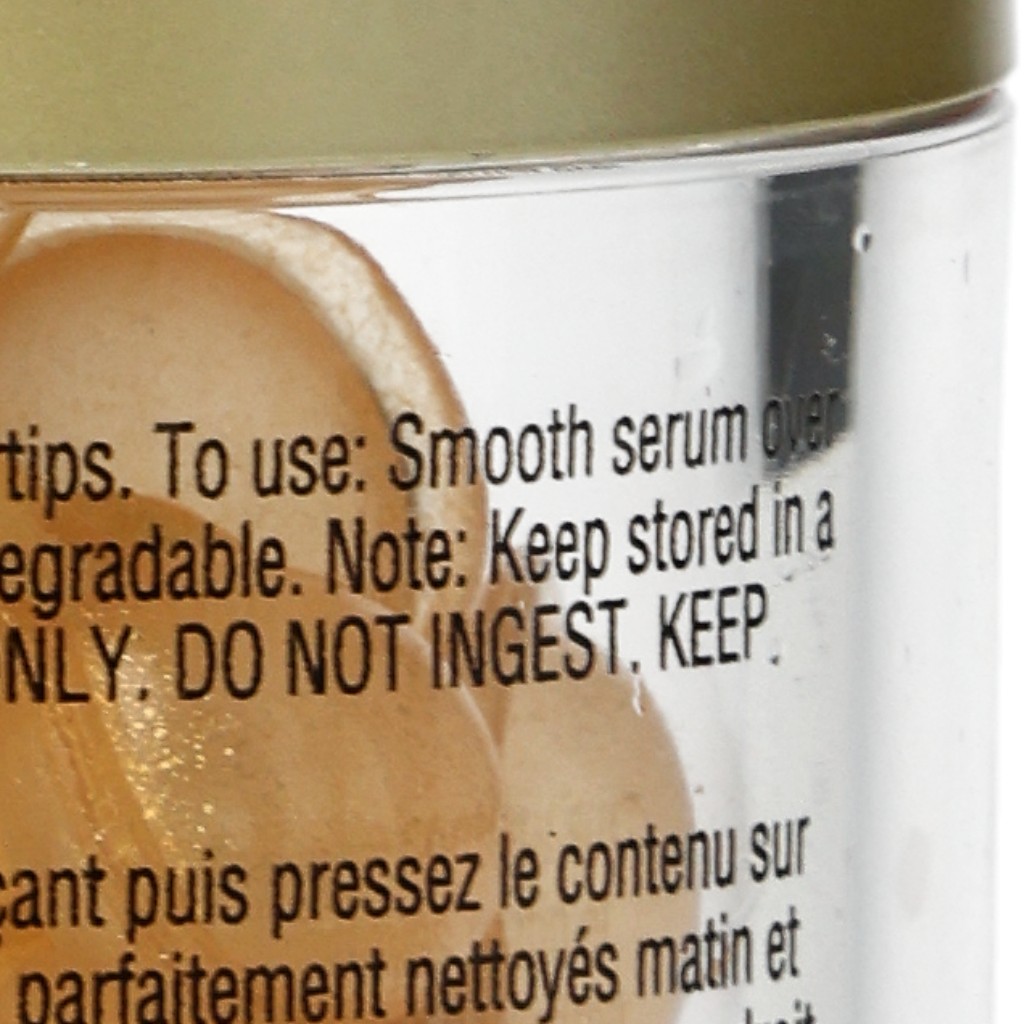 tips. To use: Smooth serum over
egradable. Note: Keep stored in a
NLY. DO NOT INGEST. KEEP
çant puis pressez le contenu sur
parfaitement nettoyés matin et